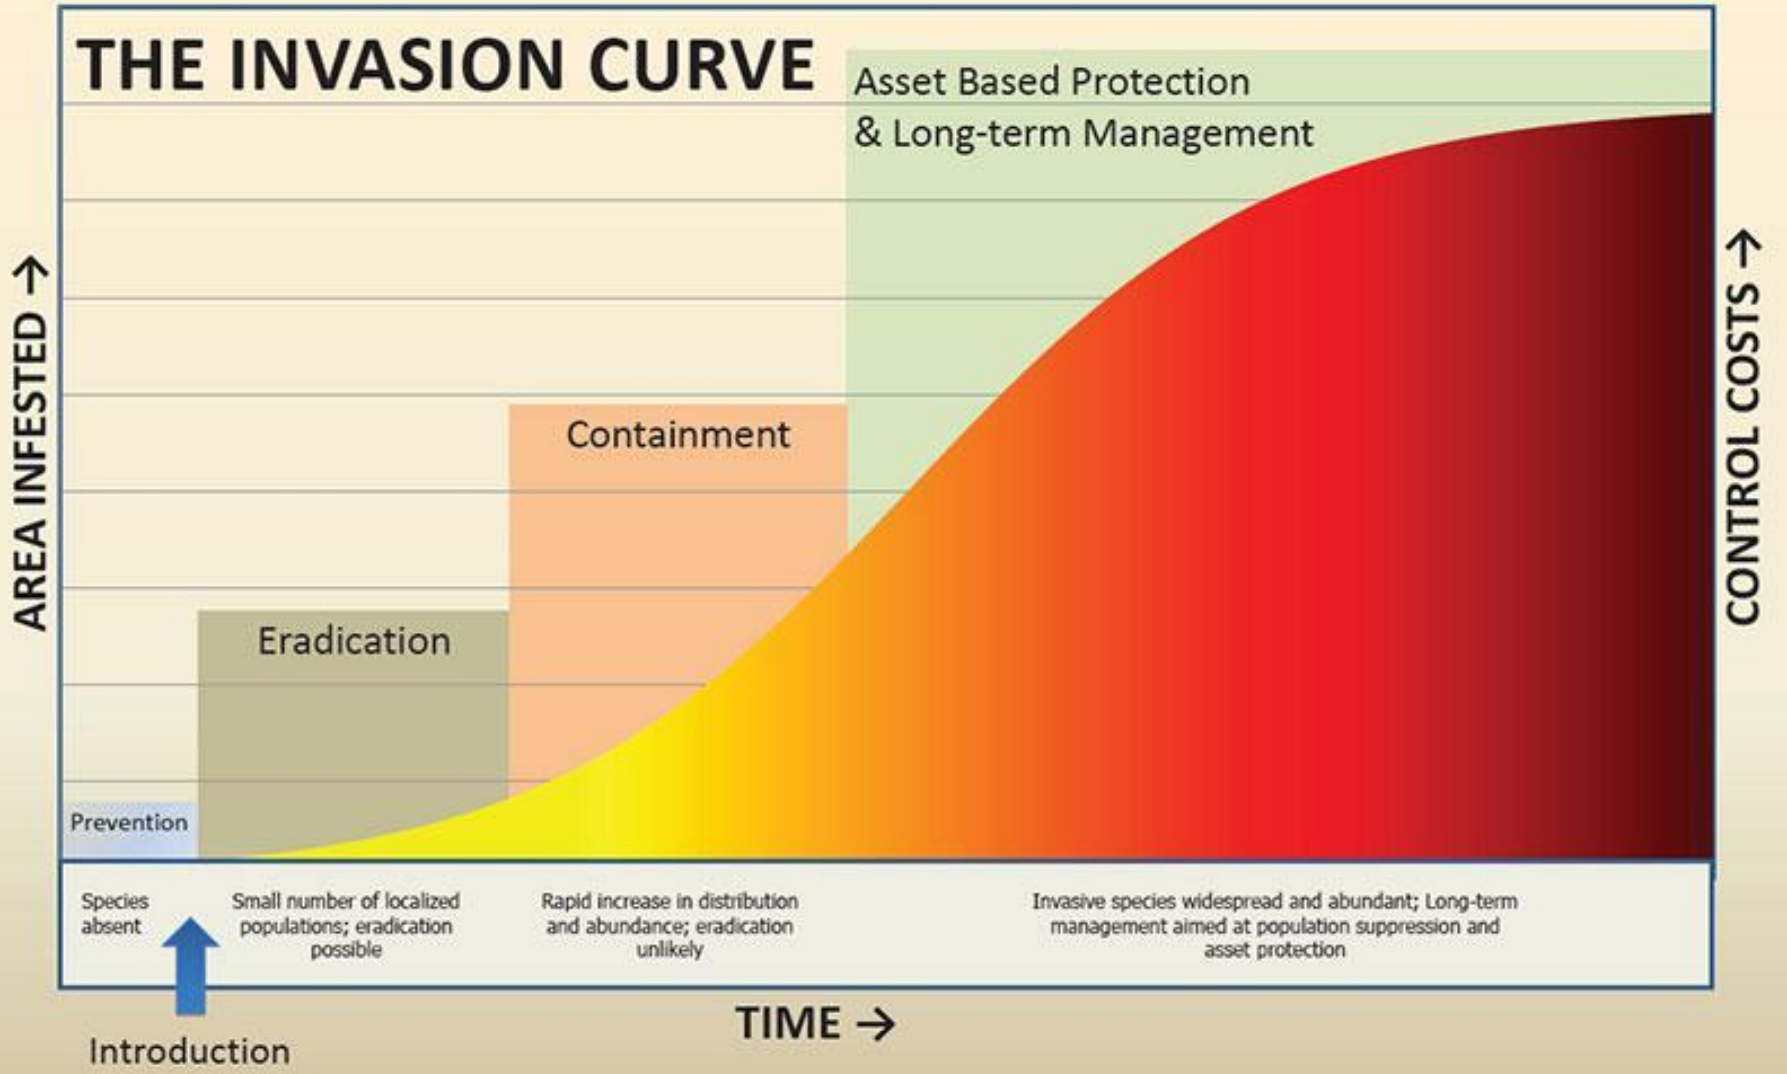 THE INVASION CURVE
Asset Based Protection
& Long-term Management
Containment
Eradication
Prevention
AREA INFESTED →
CONTROL COSTS →
Species
absent
Small number of localized
populations; eradication
possible
Rapid increase in distribution
and abundance; eradication
unlikely
Invasive species widespread and abundant; Long-term
management aimed at population suppression and
asset protection
TIME →
Introduction